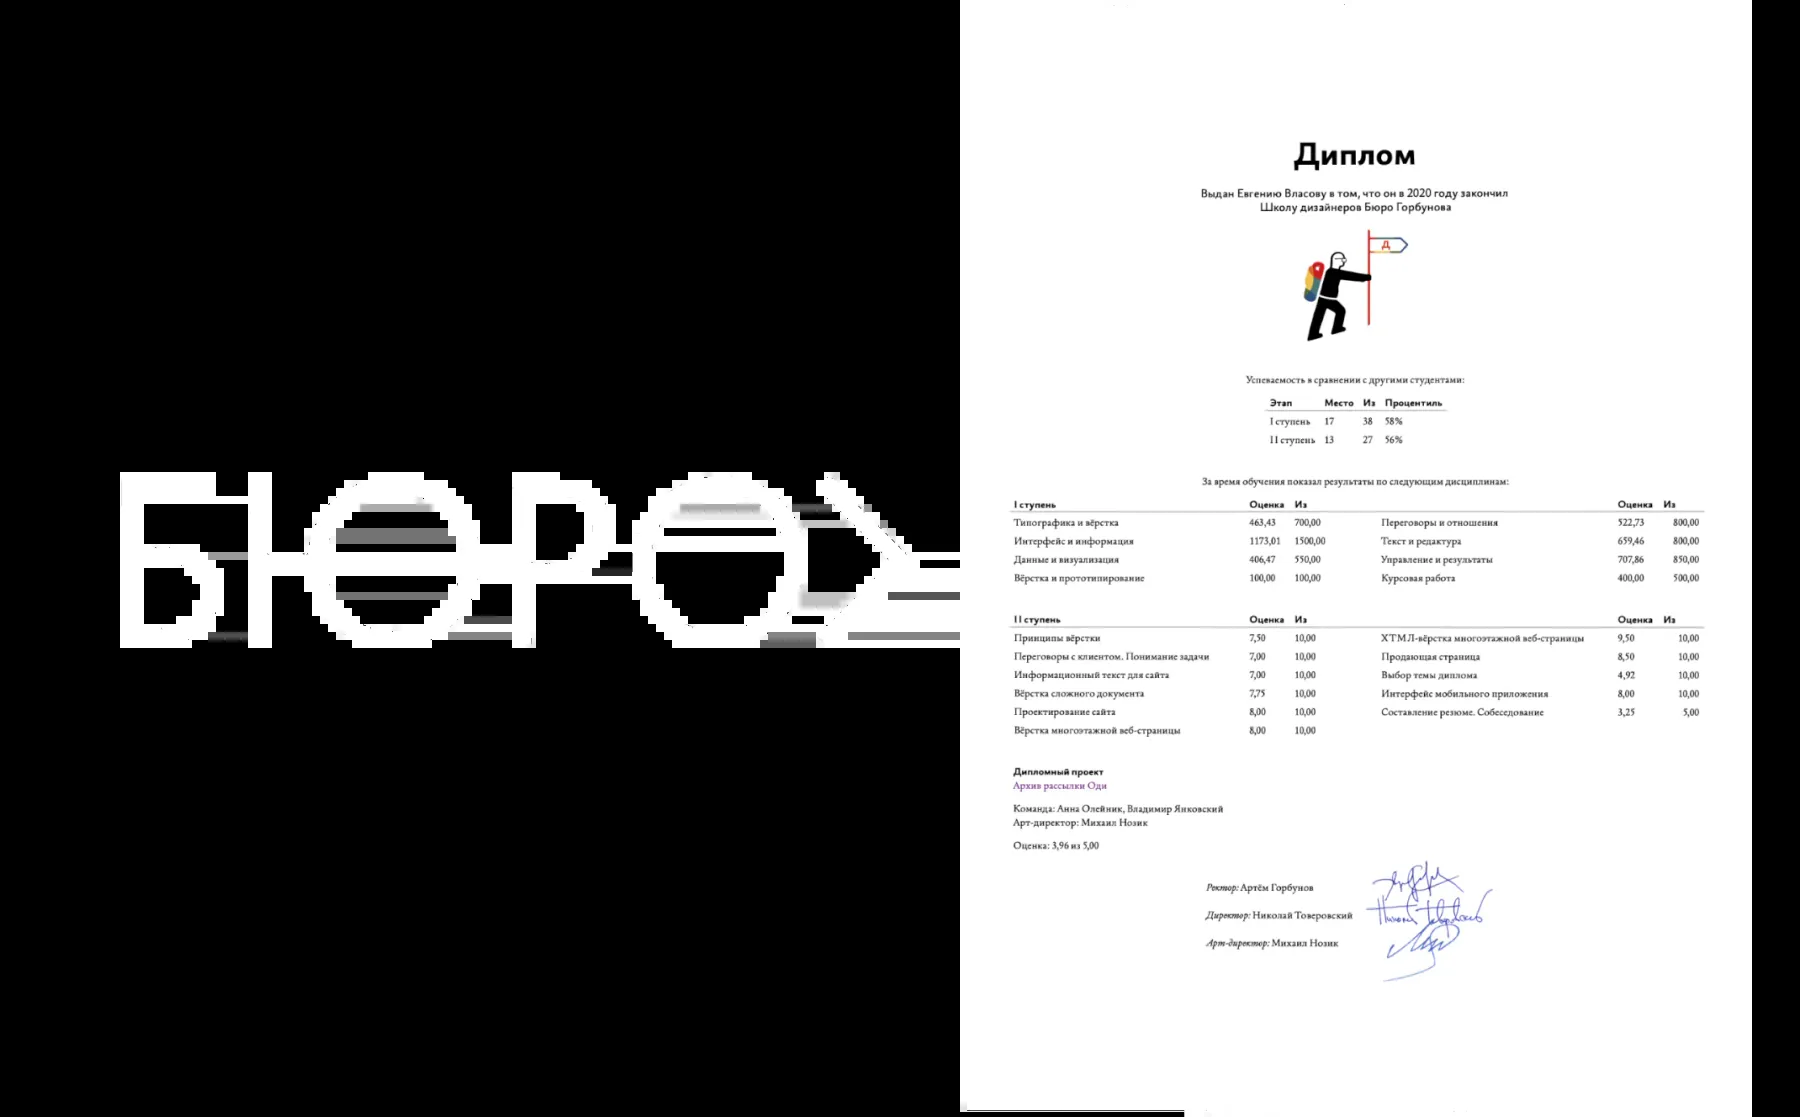 БЮРО
Диплом
Выдан Евгению Власову в том, что он в 2020 году закончил
Школу дизайнеров Бюро Горбунова
Д
Успеваемость в сравнении с другими студентами:
Этап Место Из Процентиль
I ступень 17 38 58%
II ступень 13 27 56%
За время обучения показал результаты по следующим дисциплинам:
I ступень Оценка Из Оценка Из
Типографика и вёрстка 463,43 700,00 Переговоры и отношения 522,73 800,00
Интерфейс и информация 1173,01 1500,00 Текст и редактура 659,46 800,00
Данные и визуализация 406,47 550,00 Управление и результаты 707,86 850,00
Вёрстка и прототипирование 100,00 100,00 Курсовая работа 400,00 500,00
II ступень Оценка Из Оценка Из
Принципы вёрстки 7,50 10,00 ХТМЛ-вёрстка многоэтажной веб-страницы 9,50 10,00
Переговоры с клиентом. Понимание задачи 7,00 10,00 Продающая страница 8,50 10,00
Информационный текст для сайта 7,00 10,00 Выбор темы диплома 4,92 10,00
Вёрстка сложного документа 7,75 10,00 Интерфейс мобильного приложения 8,00 10,00
Проектирование сайта 8,00 10,00 Составление резюме. Собеседование 3,25 5,00
Вёрстка многоэтажной веб-страницы 8,00 10,00
Дипломный проект
Архив рассылки Оди
Команда: Анна Олейник, Владимир Янковский
Арт-директор: Михаил Нозик
Оценка: 3,96 из 5,00
Ректор: Артём Горбунов
Директор: Николай Товеровский
Арт-директор: Михаил Нозик